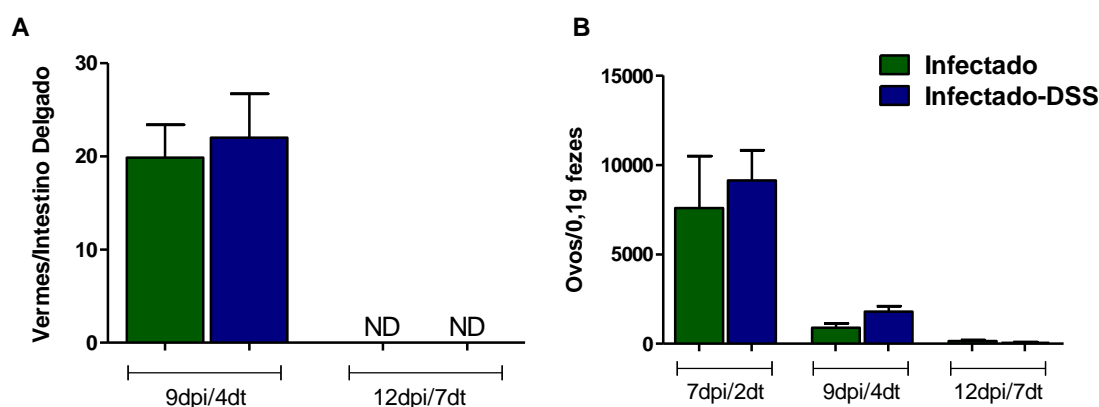 A
Vermes/Intestino Delgado
30
20
10
0
ND ND
9dpi/4dt 12dpi/7dt
B
Infectado
Infectado-DSS
Ovos/0,1g fezes
15000
10000
5000
0
7dpi/2dt 9dpi/4dt 12dpi/7dt